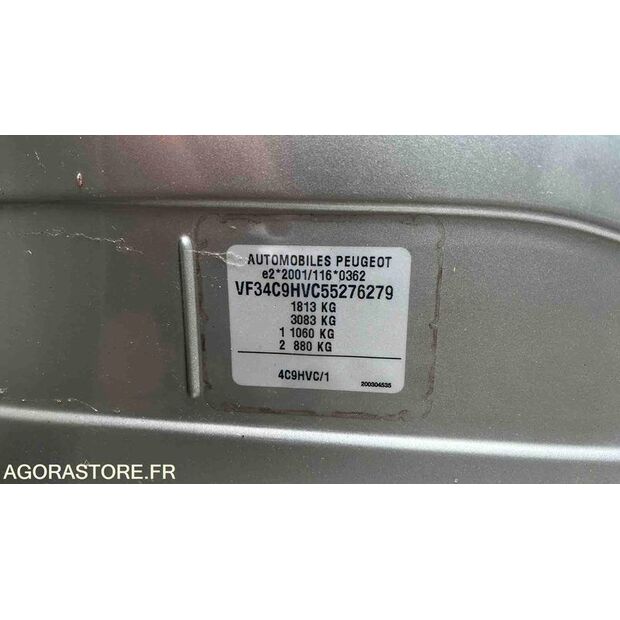 AUTOMOBILES PEUGEOT
e2*2001/116*0362
VF34C9HVC55276279
1813 KG
3083 KG
1 1060 KG
2 880 KG
4C9HVC/1
200304535
AGORASTORE.FR